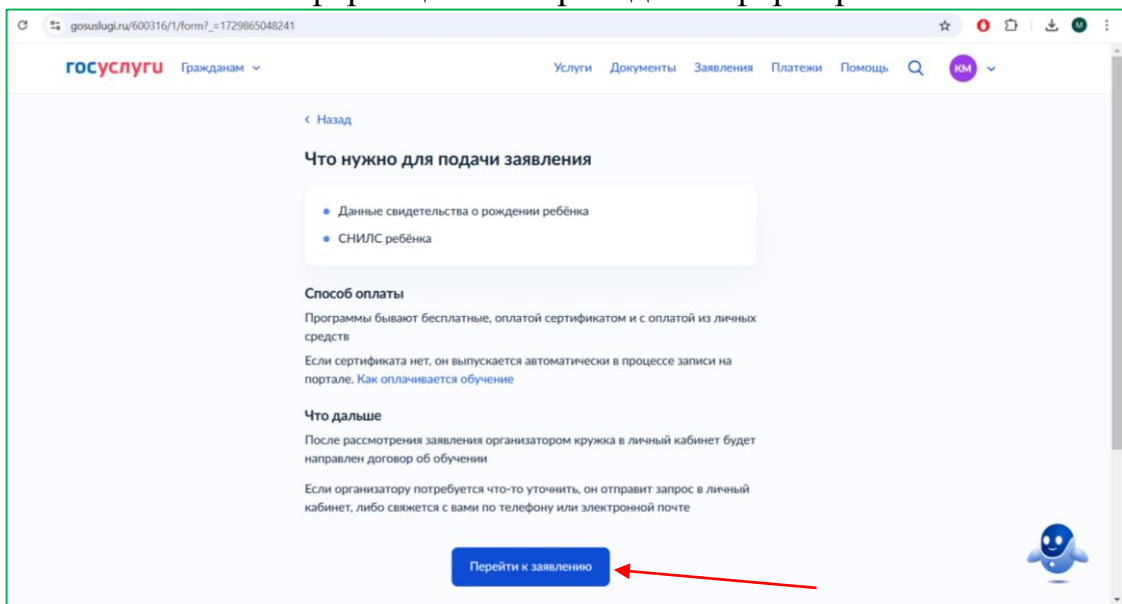 gosuslugi.ru/600316/1/form?_=1729865048241
госуслуги Гражданам Услуги Документы Заявления Платежи Помощь КМ
Назад
Что нужно для подачи заявления
• Данные свидетельства о рождении ребёнка
• СНИЛС ребёнка
Способ оплаты
Программы бывают бесплатные, оплатой сертификатом и с оплатой из личных
средств
Если сертификата нет, он выпускается автоматически в процессе записи на
портале. Как оплачивается обучение
Что дальше
После рассмотрения заявления организатором кружка в личный кабинет будет
направлен договор об обучении
Если организатору потребуется что-то уточнить, он отправит запрос в личный
кабинет, либо свяжется с вами по телефону или электронной почте
Перейти к заявлению